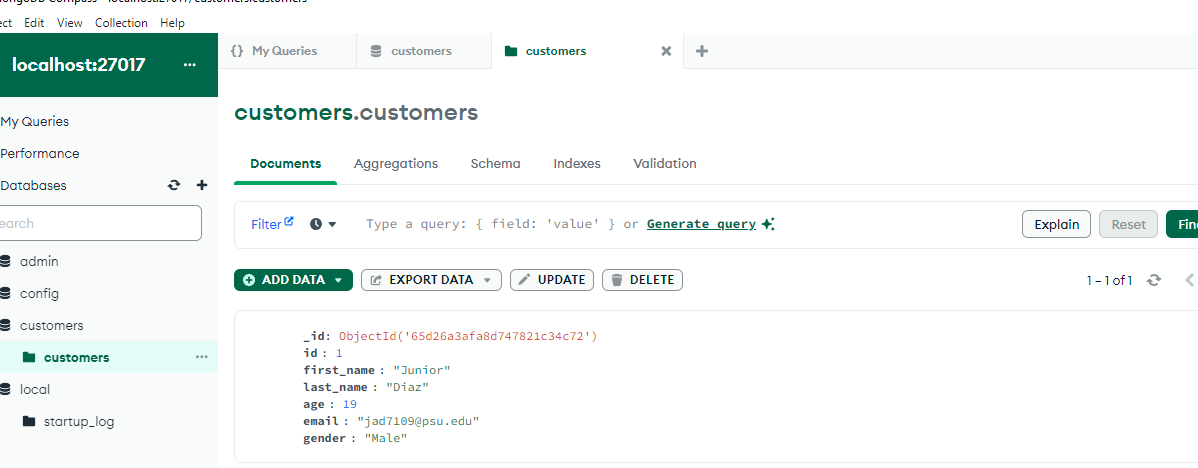 MongoDB Compass - localhost:27017/customers.customers
ect Edit View Collection Help
localhost:27017 ...
{} My Queries
customers
customers
My Queries
Performance
Databases
earch
admin
config
customers
customers ...
local
startup_log
customers.customers
Documents Aggregations Schema Indexes Validation
Filter Type a query: { field: 'value' } or Generate query Explain Reset Fin
ADD DATA EXPORT DATA UPDATE DELETE 1 – 1 of 1
_id: ObjectId('65d26a3afa8d747821c34c72')
id : 1
first_name : "Junior"
last_name : "Diaz"
age : 19
email : "jad7109@psu.edu"
gender : "Male"